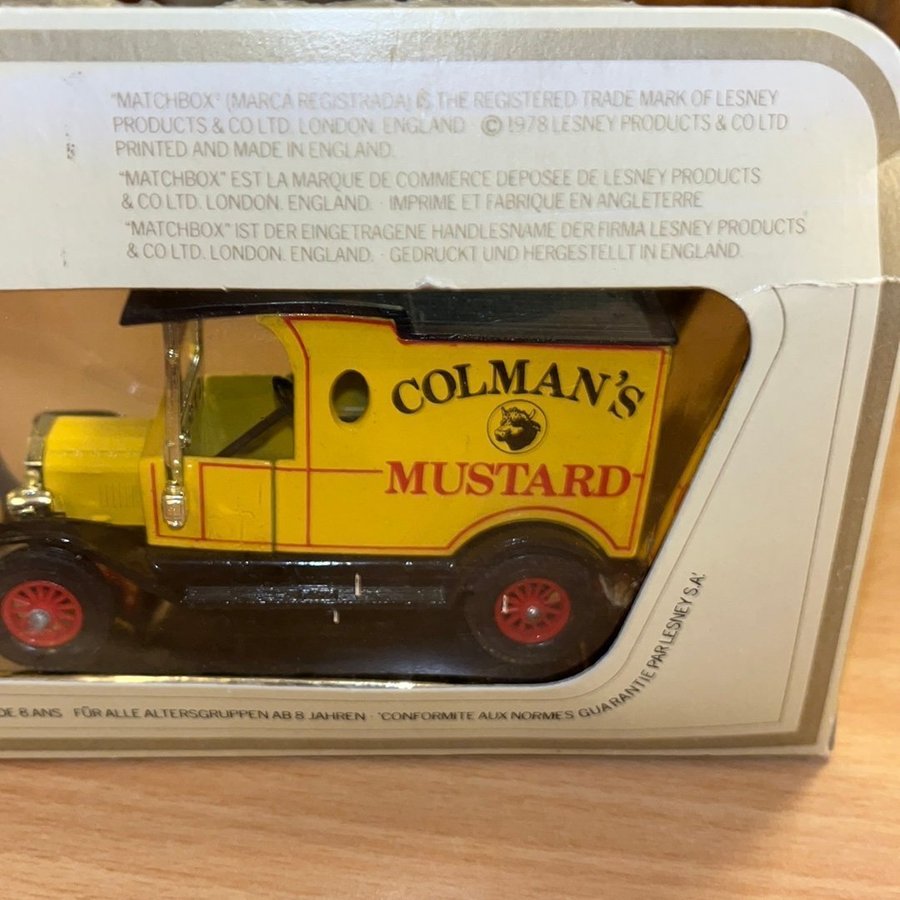 "MATCHBOX" (MARCA REGISTRADA) IS THE REGISTERED TRADE MARK OF LESNEY
PRODUCTS & CO LTD. LONDON. ENGLAND · © 1978 LESNEY PRODUCTS & CO LTD
PRINTED AND MADE IN ENGLAND.
"MATCHBOX" EST LA MARQUE DE COMMERCE DEPOSEE DE LESNEY PRODUCTS
& CO LTD. LONDON. ENGLAND. · IMPRIME ET FABRIQUE EN ANGLETERRE
"MATCHBOX" IST DER EINGETRAGENE HANDLESNAME DER FIRMA LESNEY PRODUCTS
& CO LTD. LONDON. ENGLAND. · GEDRUCKT UND HERGESTELLT IN ENGLAND.
COLMAN'S
MUSTARD
DE 8 ANS FÜR ALLE ALTERSGRUPPEN AB 8 JAHREN · 'CONFORMITE AUX NORMES GUARANTIE PAR LESNEY S.A.'